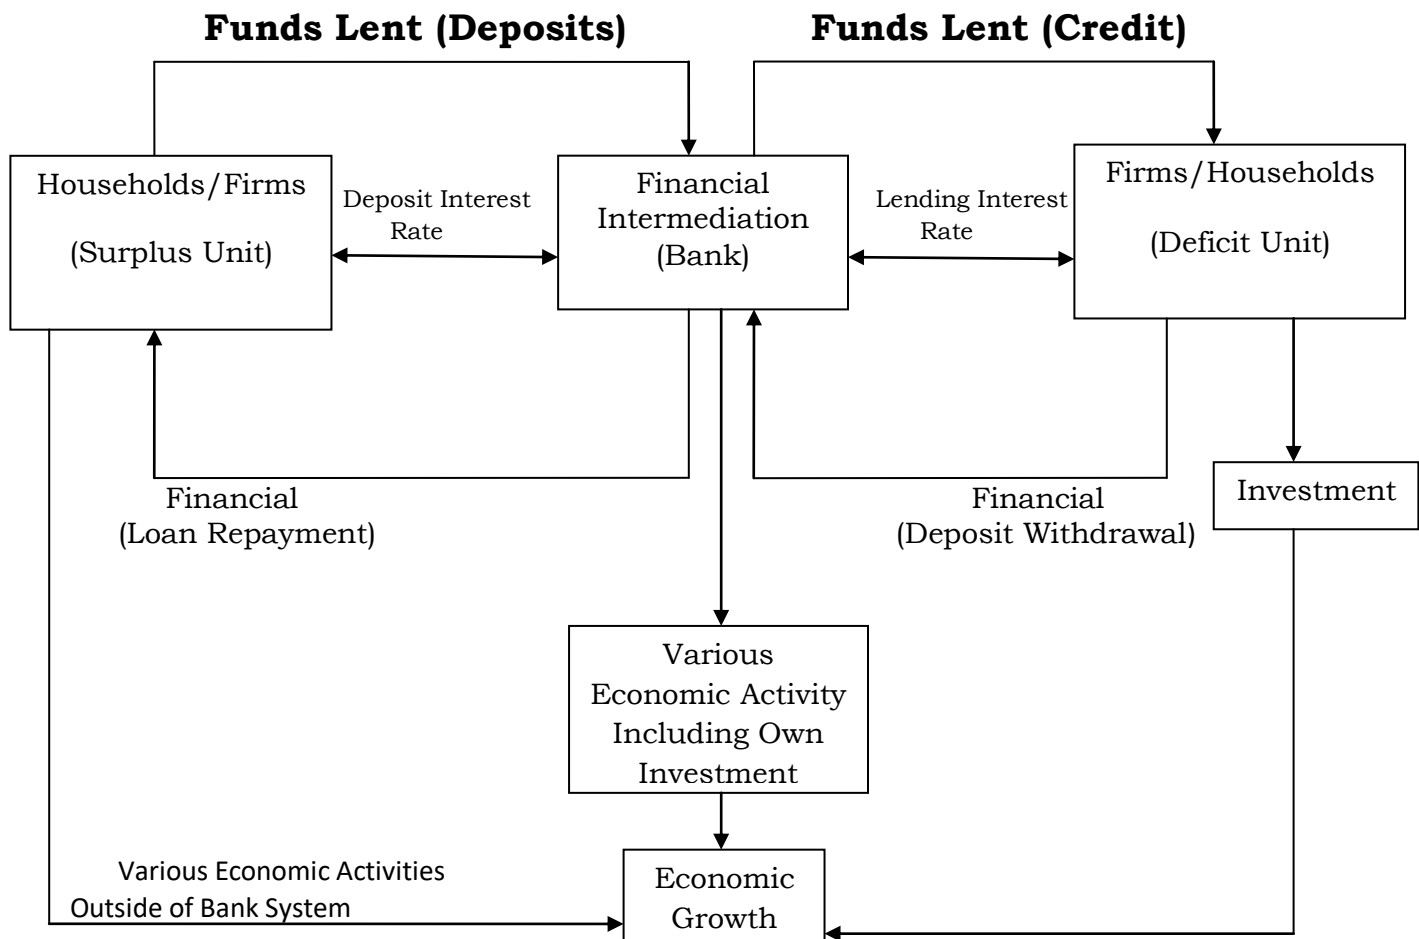 Funds Lent (Deposits)
Funds Lent (Credit)
Households/Firms
(Surplus Unit)
Deposit Interest
Rate
Financial
Intermediation
(Bank)
Lending Interest
Rate
Firms/Households
(Deficit Unit)
Financial
(Loan Repayment)
Financial
(Deposit Withdrawal)
Investment
Various
Economic Activity
Including Own
Investment
Various Economic Activities
Outside of Bank System
Economic
Growth